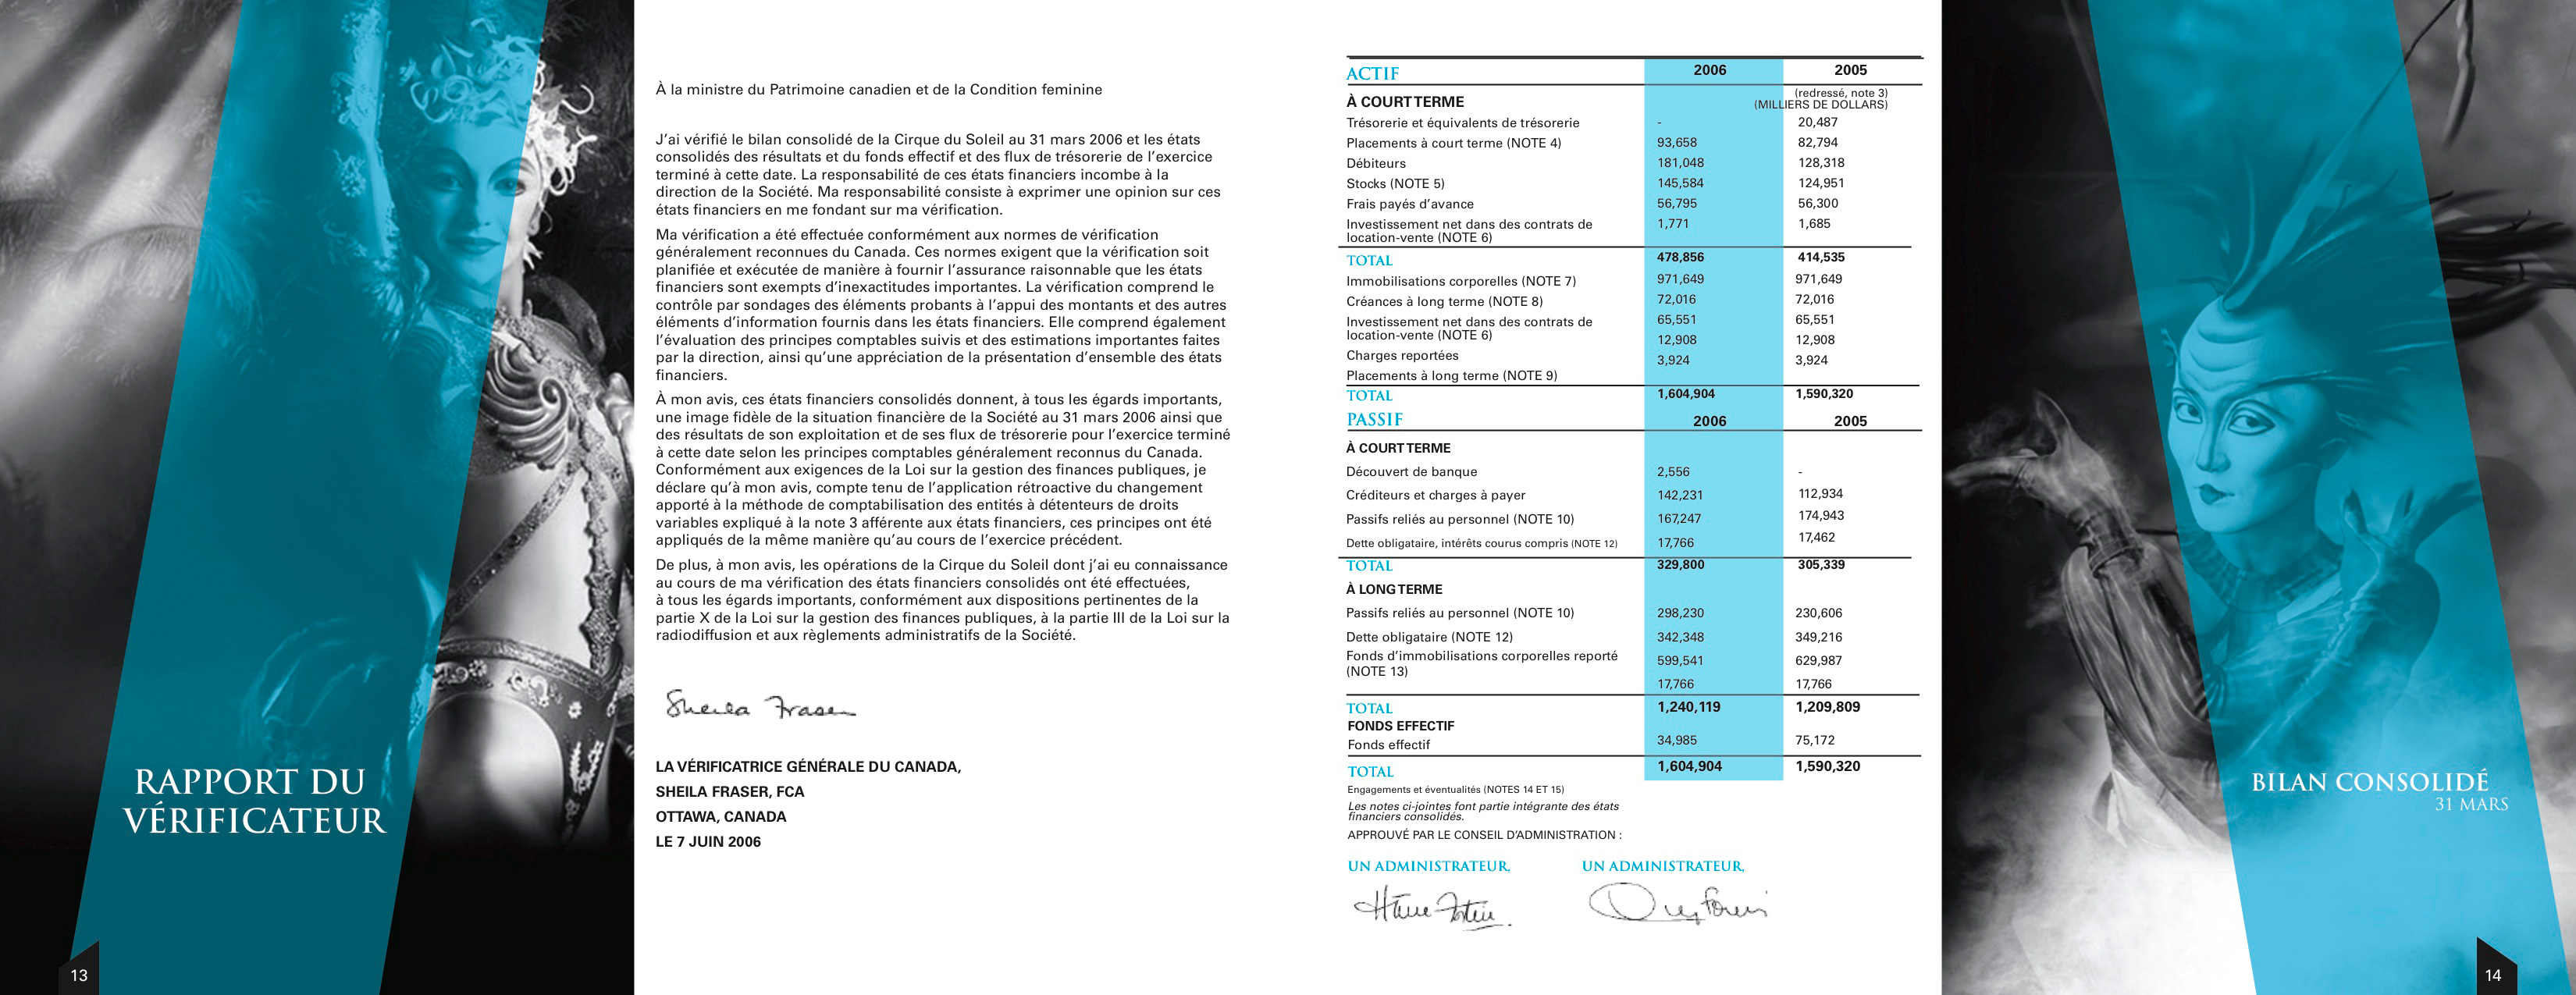 À la ministre du Patrimoine canadien et de la Condition feminine
J’ai vérifié le bilan consolidé de la Cirque du Soleil au 31 mars 2006 et les états
consolidés des résultats et du fonds effectif et des flux de trésorerie de l’exercice
terminé à cette date. La responsabilité de ces états financiers incombe à la
direction de la Société. Ma responsabilité consiste à exprimer une opinion sur ces
états financiers en me fondant sur ma vérification.
Ma vérification a été effectuée conformément aux normes de vérification
généralement reconnues du Canada. Ces normes exigent que la vérification soit
planifiée et exécutée de manière à fournir l’assurance raisonnable que les états
financiers sont exempts d’inexactitudes importantes. La vérification comprend le
contrôle par sondages des éléments probants à l’appui des montants et des autres
éléments d’information fournis dans les états financiers. Elle comprend également
l’évaluation des principes comptables suivis et des estimations importantes faites
par la direction, ainsi qu’une appréciation de la présentation d’ensemble des états
financiers.
À mon avis, ces états financiers consolidés donnent, à tous les égards importants,
une image fidèle de la situation financière de la Société au 31 mars 2006 ainsi que
des résultats de son exploitation et de ses flux de trésorerie pour l’exercice terminé
à cette date selon les principes comptables généralement reconnus du Canada.
Conformément aux exigences de la Loi sur la gestion des finances publiques, je
déclare qu’à mon avis, compte tenu de l’application rétroactive du changement
apporté à la méthode de comptabilisation des entités à détenteurs de droits
variables expliqué à la note 3 afférente aux états financiers, ces principes ont été
appliqués de la même manière qu’au cours de l’exercice précédent.
De plus, à mon avis, les opérations de la Cirque du Soleil dont j’ai eu connaissance
au cours de ma vérification des états financiers consolidés ont été effectuées,
à tous les égards importants, conformément aux dispositions pertinentes de la
partie X de la Loi sur la gestion des finances publiques, à la partie III de la Loi sur la
radiodiffusion et aux règlements administratifs de la Société.
Sheila Fraser
LA VÉRIFICATRICE GÉNÉRALE DU CANADA,
SHEILA FRASER, FCA
OTTAWA, CANADA
LE 7 JUIN 2006
RAPPORT DU
VÉRIFICATEUR
13
ACTIF 2006 2005
(redressé, note 3)
À COURT TERME (MILLIERS DE DOLLARS)
Trésorerie et équivalents de trésorerie - 20,487
Placements à court terme (NOTE 4) 93,658 82,794
Débiteurs 181,048 128,318
Stocks (NOTE 5) 145,584 124,951
Frais payés d’avance 56,795 56,300
Investissement net dans des contrats de 1,771 1,685
location-vente (NOTE 6)
TOTAL 478,856 414,535
Immobilisations corporelles (NOTE 7) 971,649 971,649
Créances à long terme (NOTE 8) 72,016 72,016
Investissement net dans des contrats de 65,551 65,551
location-vente (NOTE 6) 12,908 12,908
Charges reportées 3,924 3,924
Placements à long terme (NOTE 9)
TOTAL 1,604,904 1,590,320
PASSIF 2006 2005
À COURT TERME
Découvert de banque 2,556 -
Créditeurs et charges à payer 142,231 112,934
Passifs reliés au personnel (NOTE 10) 167,247 174,943
Dette obligataire, intérêts courus compris (NOTE 12) 17,766 17,462
TOTAL 329,800 305,339
À LONG TERME
Passifs reliés au personnel (NOTE 10) 298,230 230,606
Dette obligataire (NOTE 12) 342,348 349,216
Fonds d’immobilisations corporelles reporté 599,541 629,987
(NOTE 13)
17,766 17,766
TOTAL 1,240,119 1,209,809
FONDS EFFECTIF
Fonds effectif 34,985 75,172
TOTAL 1,604,904 1,590,320
Engagements et éventualités (NOTES 14 ET 15)
Les notes ci-jointes font partie intégrante des états
financiers consolidés.
APPROUVÉ PAR LE CONSEIL D’ADMINISTRATION :
UN ADMINISTRATEUR, UN ADMINISTRATEUR,
BILAN CONSOLIDÉ
31 MARS
14